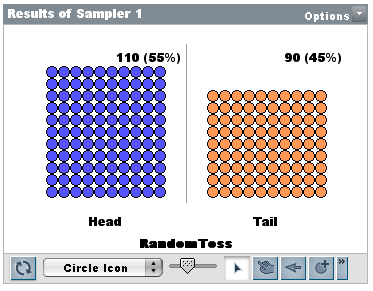 Results of Sampler 1
Options
110 (55%)
90 (45%)
Head
Tail
RandomToss
Circle Icon
»